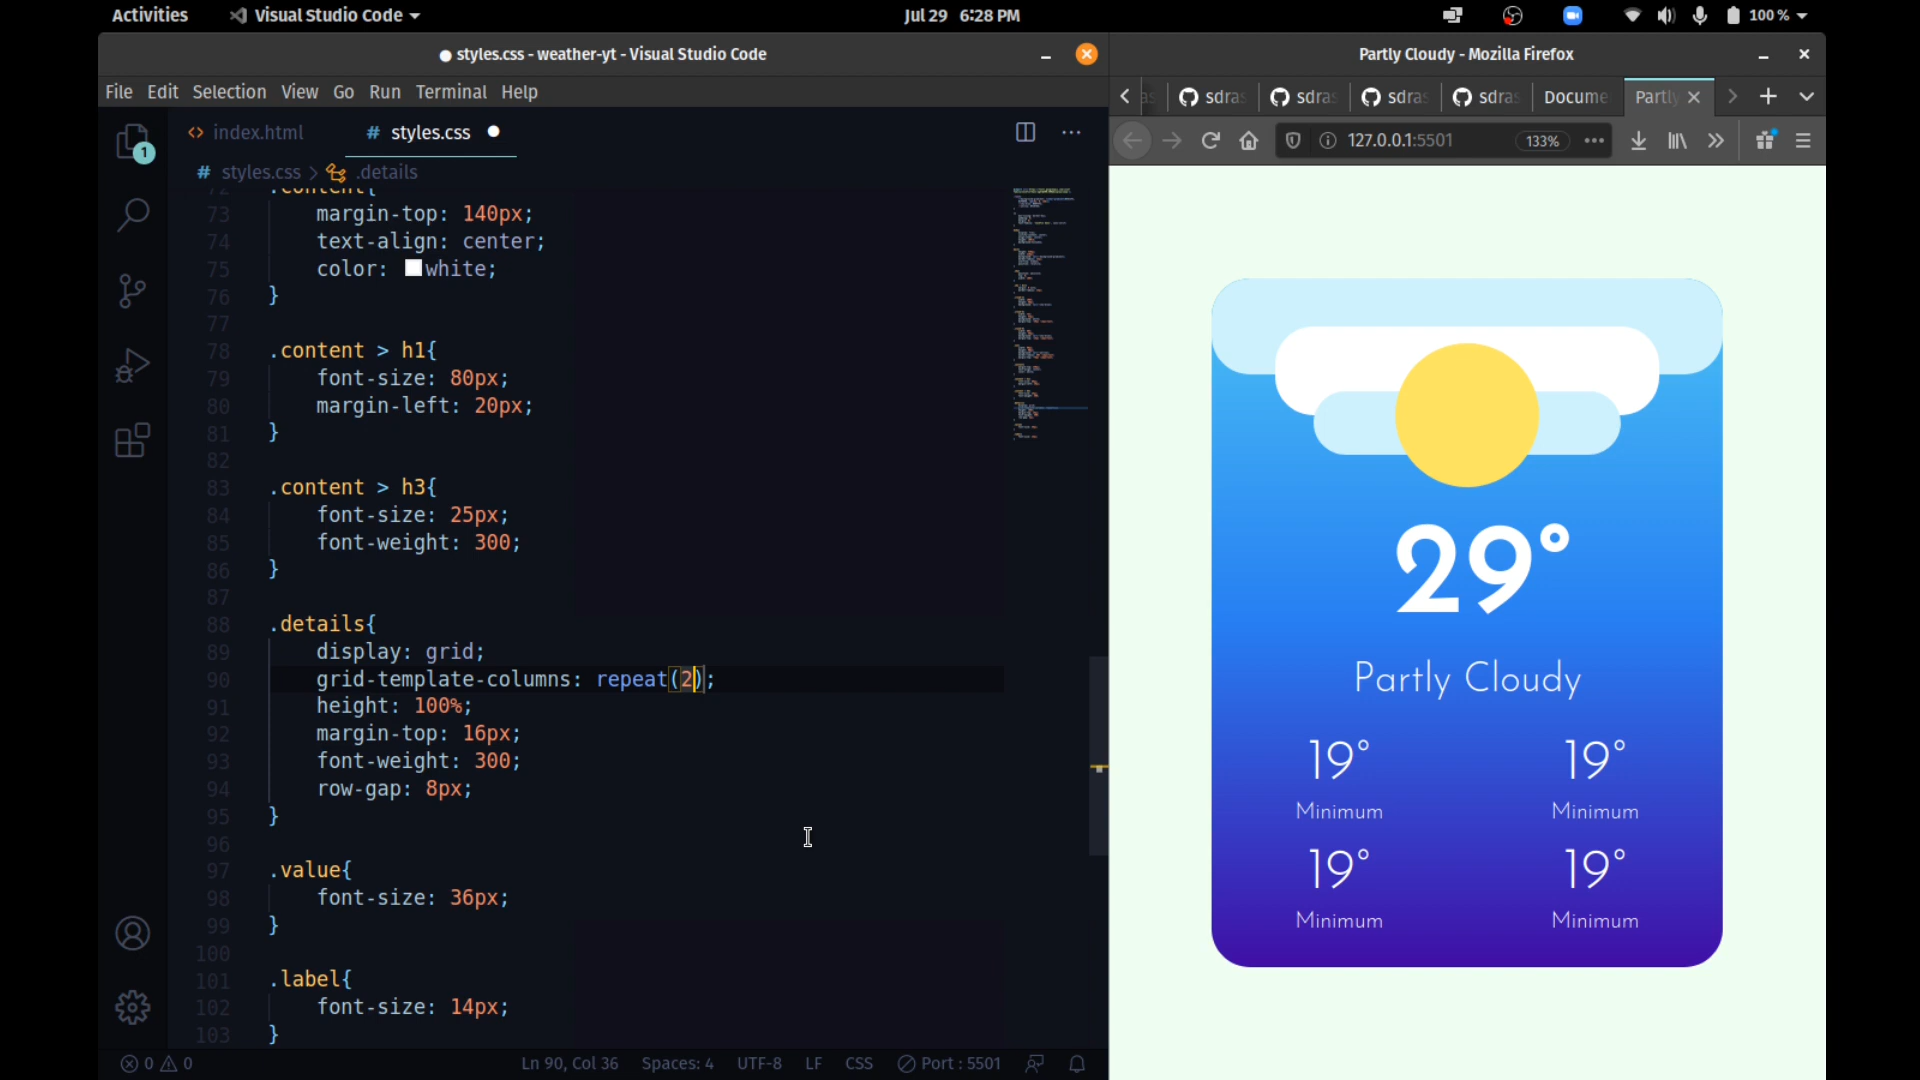 Activities
Visual Studio Code
Jul 29 6:28 PM
100 %
● styles.css - weather-yt - Visual Studio Code
File Edit Selection View Go Run Terminal Help
1
<> index.html
# styles.css ●
# styles.css > .details
73 margin-top: 140px;
74 text-align: center;
75 color: white;
76 }
77
78 .content > h1{
79 font-size: 80px;
80 margin-left: 20px;
81 }
82
83 .content > h3{
84 font-size: 25px;
85 font-weight: 300;
86 }
87
88 .details{
89 display: grid;
90 grid-template-columns: repeat(2);
91 height: 100%;
92 margin-top: 16px;
93 font-weight: 300;
94 row-gap: 8px;
95 }
96
97 .value{
98 font-size: 36px;
99 }
100
101 .label{
102 font-size: 14px;
103 }
0 0
Ln 90, Col 36 Spaces: 4 UTF-8 LF CSS Port : 5501
Partly Cloudy - Mozilla Firefox
sdras sdras sdras sdras Docume Partly
127.0.0.1:5501 133%
29°
Partly Cloudy
19° 19°
Minimum Minimum
19° 19°
Minimum Minimum